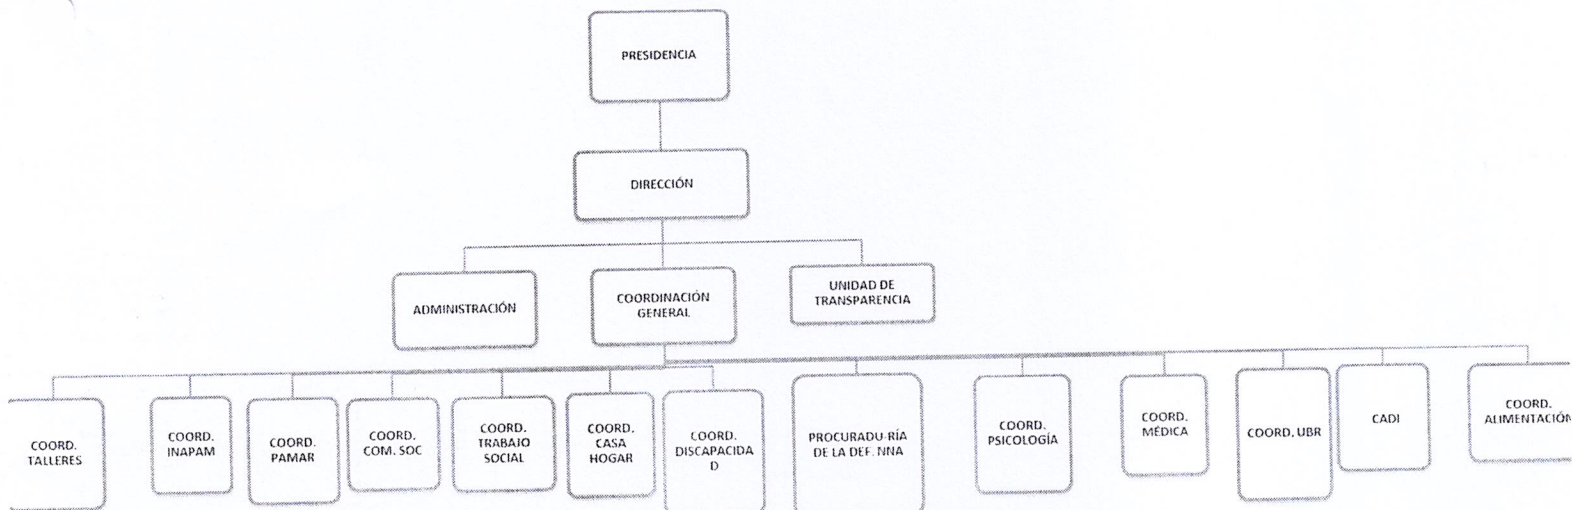 PRESIDENCIA
DIRECCIÓN
ADMINISTRACIÓN
COORDINACIÓN
GENERAL
UNIDAD DE
TRANSPARENCIA
COORD.
TALLERES
COORD.
INAPAM
COORD.
PAMAR
COORD.
COM. SOC
COORD.
TRABAJO
SOCIAL
COORD.
CASA
HOGAR
COORD.
DISCAPACIDA
D
PROCURADU-RÍA
DE LA DEF. NNA
COORD.
PSICOLOGÍA
COORD.
MÉDICA
COORD. UBR
CADI
COORD.
ALIMENTACIÓN